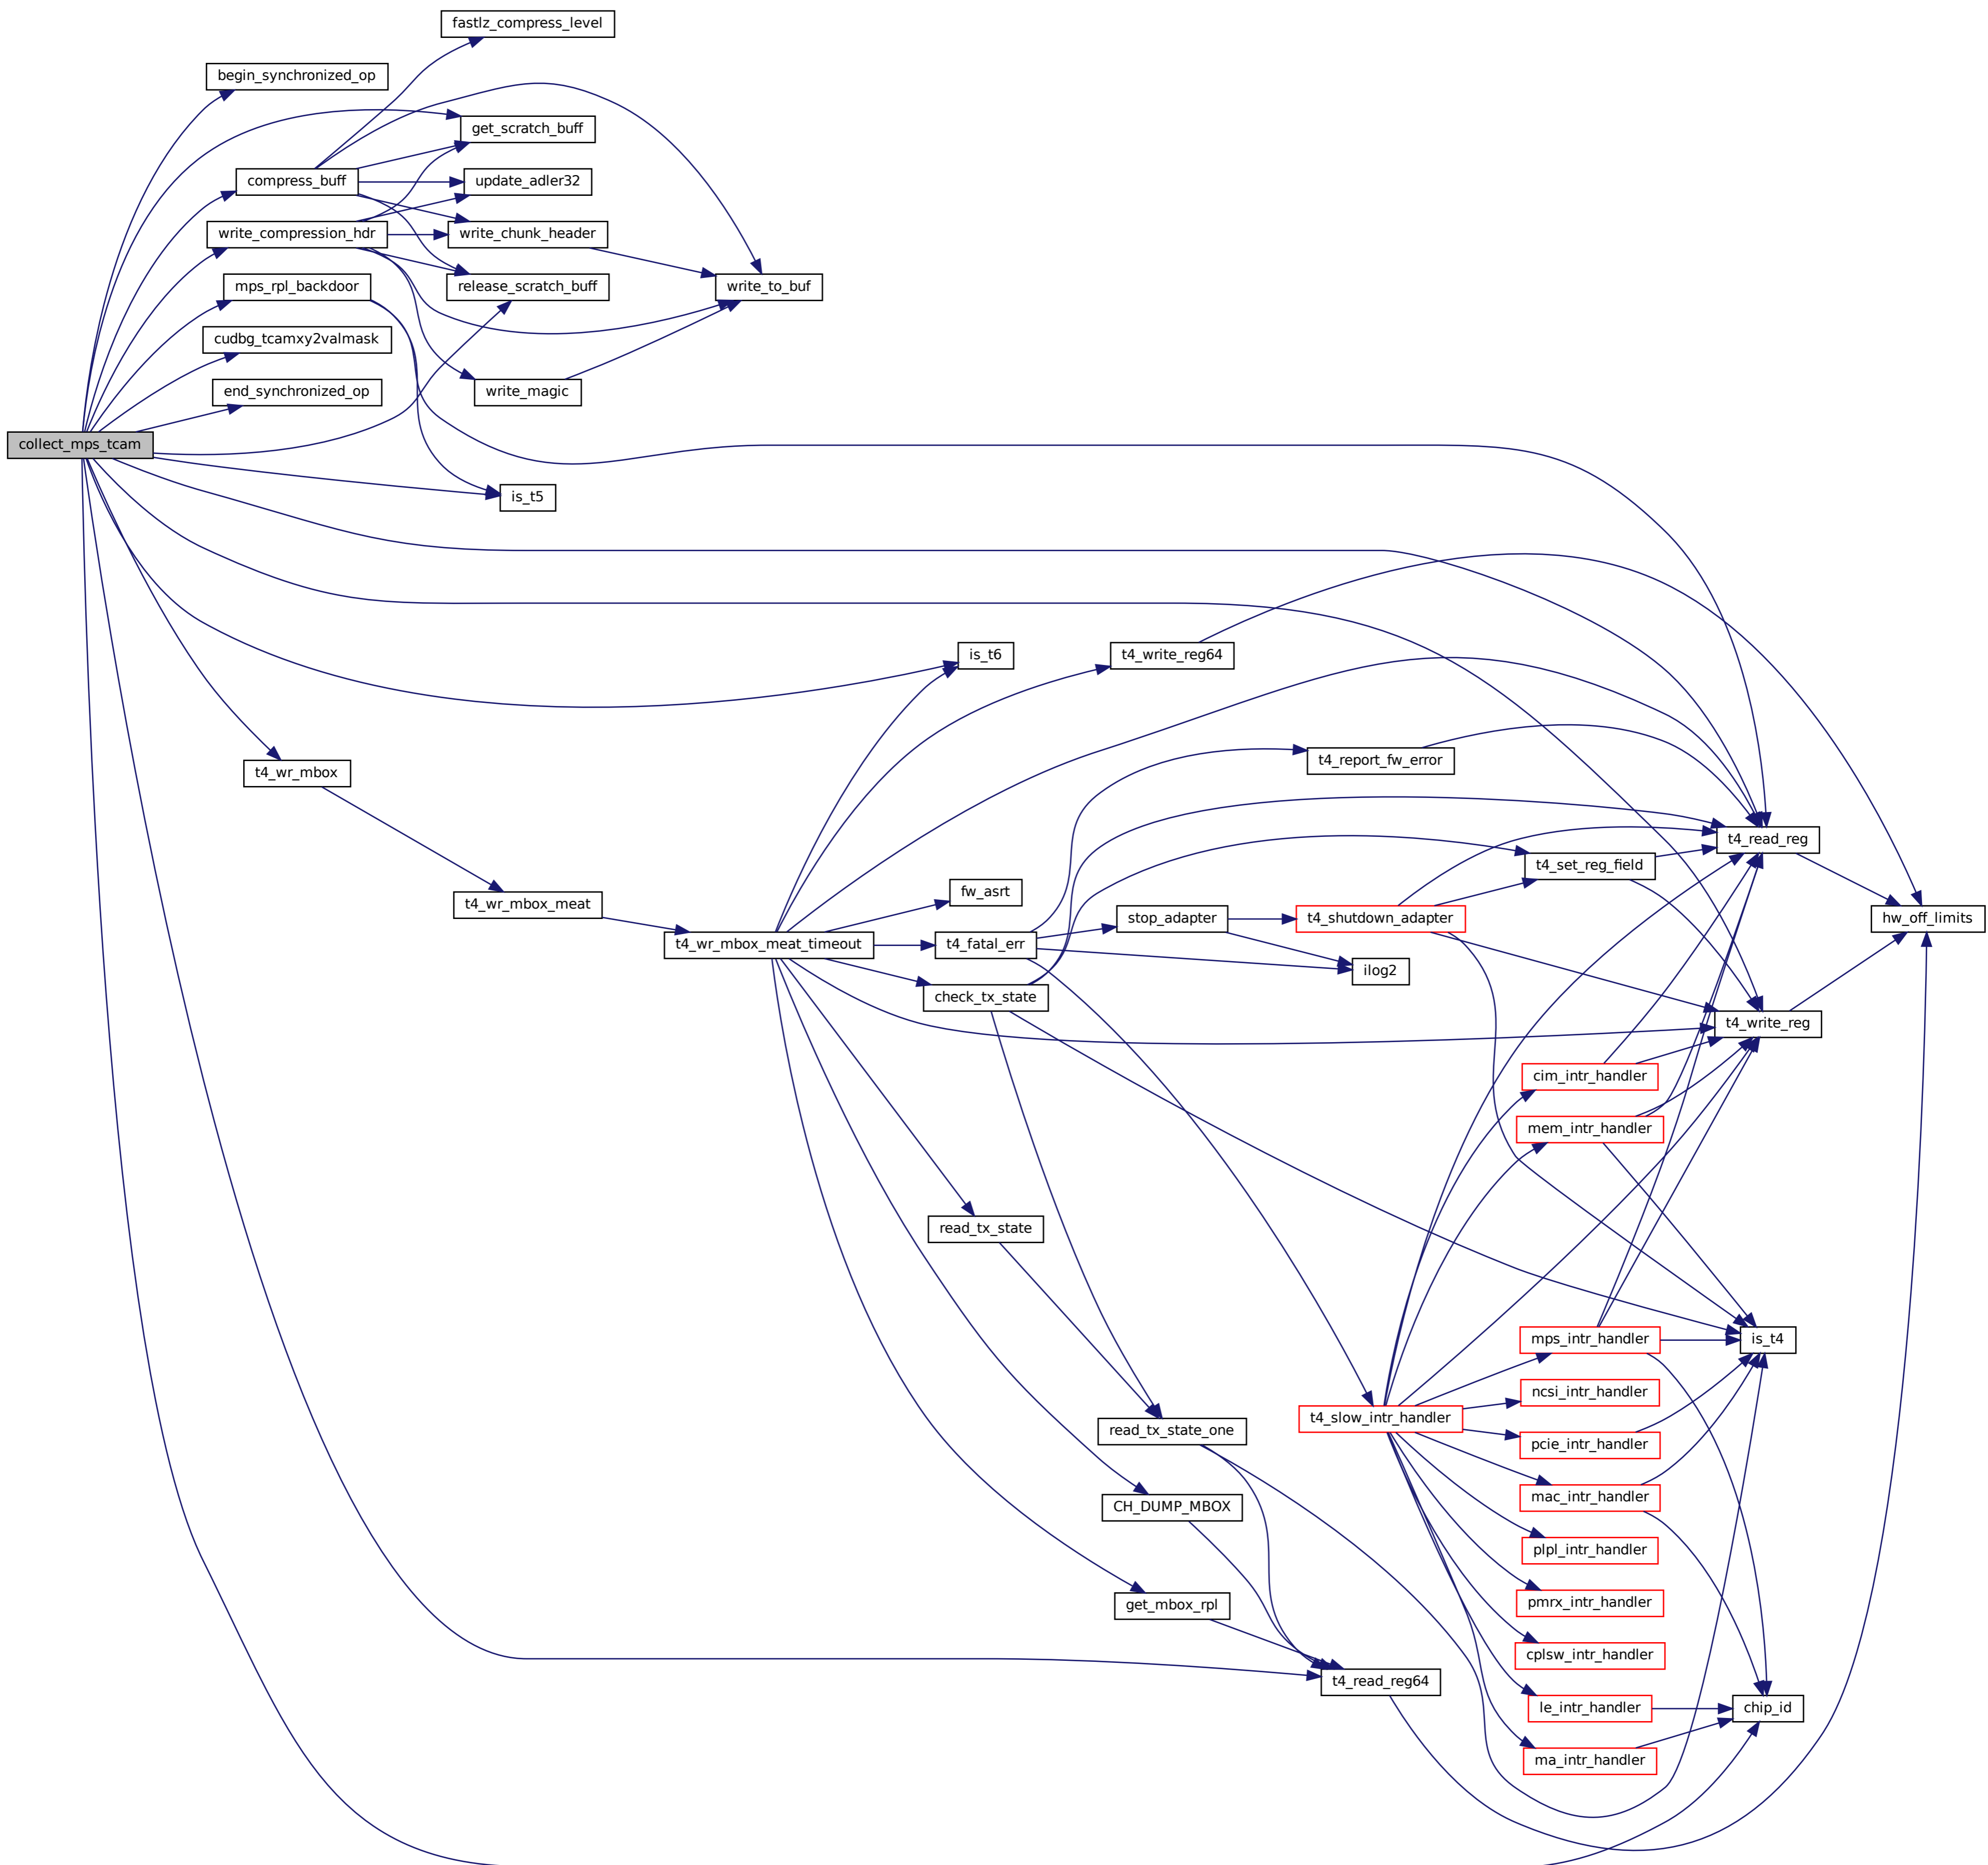 fastlz_compress_level
begin_synchronized_op
get_scratch_buff
compress_buff
update_adler32
write_compression_hdr
write_chunk_header
mps_rpl_backdoor
release_scratch_buff
write_to_buf
cudbg_tcamxy2valmask
end_synchronized_op
write_magic
collect_mps_tcam
is_t5
is_t6
t4_write_reg64
t4_report_fw_error
t4_wr_mbox
t4_read_reg
t4_set_reg_field
fw_asrt
t4_wr_mbox_meat
stop_adapter
t4_shutdown_adapter
hw_off_limits
t4_wr_mbox_meat_timeout
t4_fatal_err
ilog2
check_tx_state
t4_write_reg
cim_intr_handler
mem_intr_handler
read_tx_state
mps_intr_handler
is_t4
ncsi_intr_handler
t4_slow_intr_handler
read_tx_state_one
pcie_intr_handler
mac_intr_handler
CH_DUMP_MBOX
plpl_intr_handler
get_mbox_rpl
pmrx_intr_handler
cplsw_intr_handler
t4_read_reg64
le_intr_handler
chip_id
ma_intr_handler